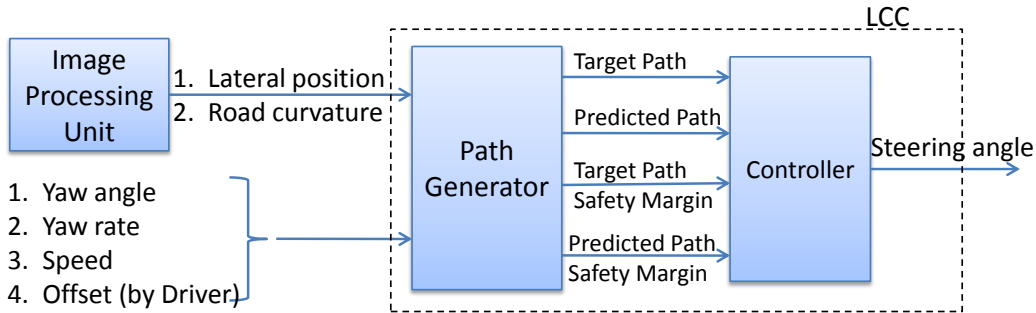 LCC
Image
Processing
Unit
1. Lateral position
2. Road curvature
1. Yaw angle
2. Yaw rate
3. Speed
4. Offset (by Driver)
Path
Generator
Target Path
Predicted Path
Target Path
Safety Margin
Predicted Path
Safety Margin
Controller
Steering angle